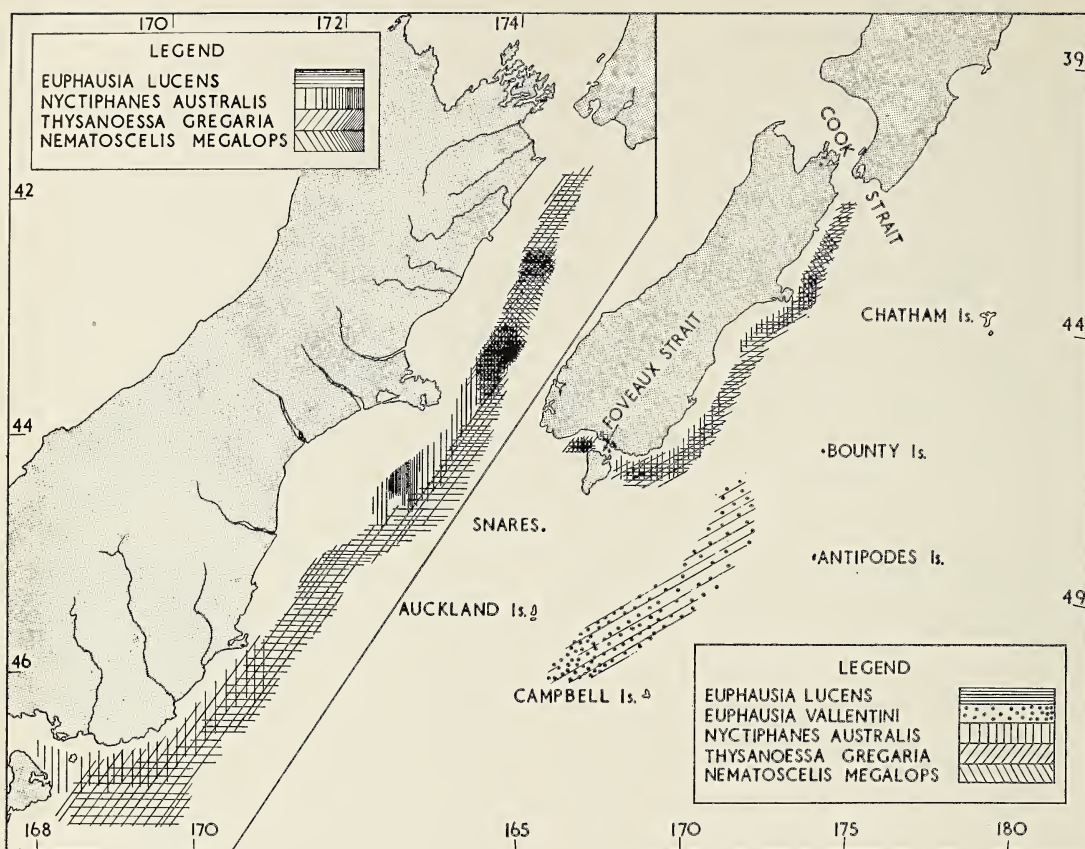 170 172 174
LEGEND
EUPHAUSIA LUCENS
NYCTIPHANES AUSTRALIS
THYSANOESSA GREGARIA
NEMATOSCELIS MEGALOPS
39
42
COOK STRAIT
CHATHAM Is.
44
FOVEAUX STRAIT
44
BOUNTY Is.
SNARES.
ANTIPODES Is.
AUCKLAND Is.
49
46
CAMPBELL Is.
LEGEND
EUPHAUSIA LUCENS
EUPHAUSIA VALLENTINI
NYCTIPHANES AUSTRALIS
THYSANOESSA GREGARIA
NEMATOSCELIS MEGALOPS
168 170 165 170 175 180